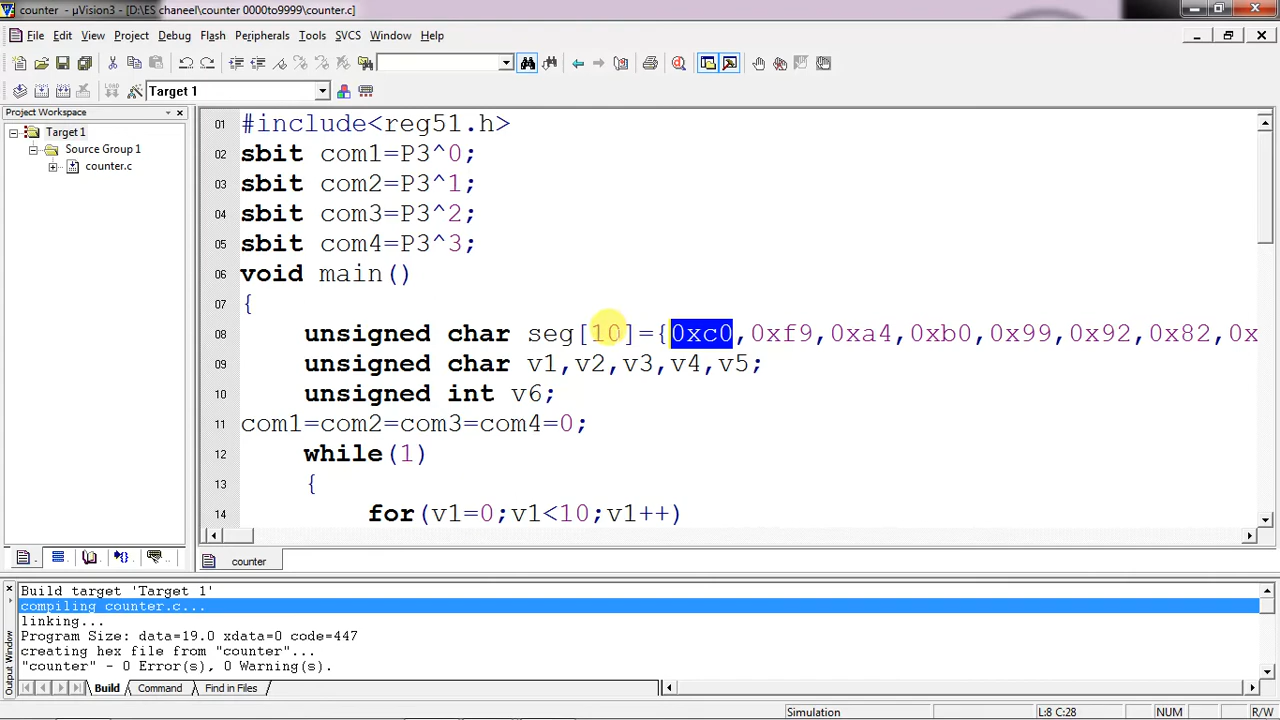 counter - µVision3 - [D:\ES chaneel\counter 0000to9999\counter.c]
File Edit View Project Debug Flash Peripherals Tools SVCS Window Help
Target 1
Project Workspace
Target 1
Source Group 1
counter.c
01 #include<reg51.h>
02 sbit com1=P3^0;
03 sbit com2=P3^1;
04 sbit com3=P3^2;
05 sbit com4=P3^3;
06 void main()
07 {
08 unsigned char seg[10]={0xc0,0xf9,0xa4,0xb0,0x99,0x92,0x82,0x
09 unsigned char v1,v2,v3,v4,v5;
10 unsigned int v6;
11 com1=com2=com3=com4=0;
12 while(1)
13 {
14 for(v1=0;v1<10;v1++)
counter
Build target 'Target 1'
compiling counter.c...
linking...
Program Size: data=19.0 xdata=0 code=447
creating hex file from "counter"...
"counter" - 0 Error(s), 0 Warning(s).
Output Window
Build Command Find in Files
Simulation L:8 C:28 NUM R/W